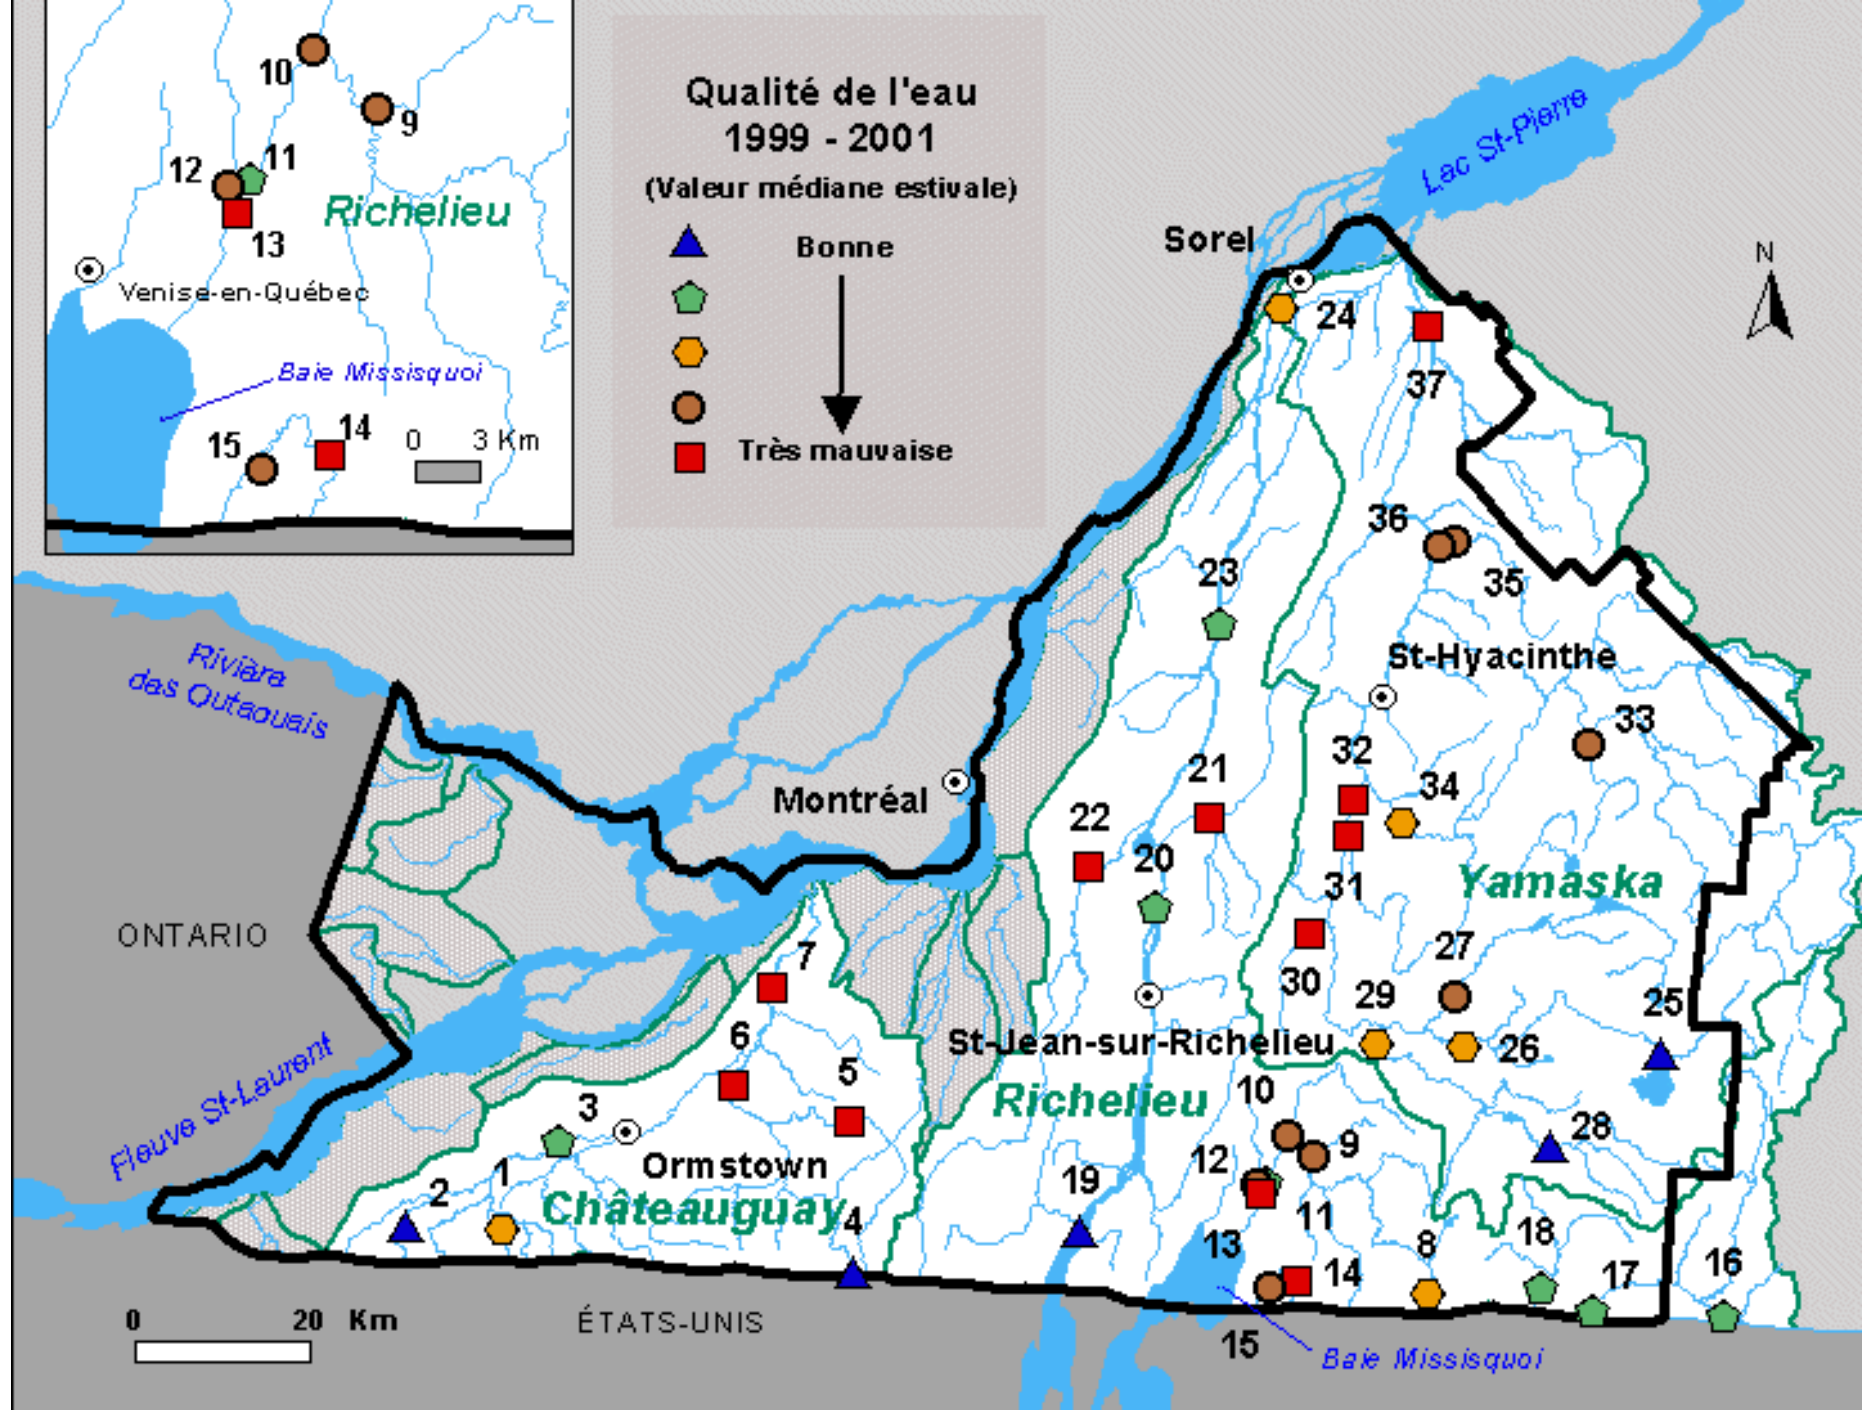 10
9
11
12
Richelieu
13
Venise-en-Québec
Baie Missisquoi
14
15
0 3 Km
Qualité de l'eau
1999 - 2001
(Valeur médiane estivale)
Bonne
Très mauvaise
Lac St-Pierre
N
Sorel
24
37
36
35
23
St-Hyacinthe
Rivière
des Outaouais
33
32
21
34
Montréal
22
20
31
Yamaska
ONTARIO
7
27
30
29
25
6
St-Jean-sur-Richelieu
26
5
Fleuve St-Laurent
10
Richelieu
3
28
9
12
Ormstown
1
2
19
Châteauguay
4
11
13
8
18
14
17
16
0 20 Km
ÉTATS-UNIS
15
Baie Missisquoi